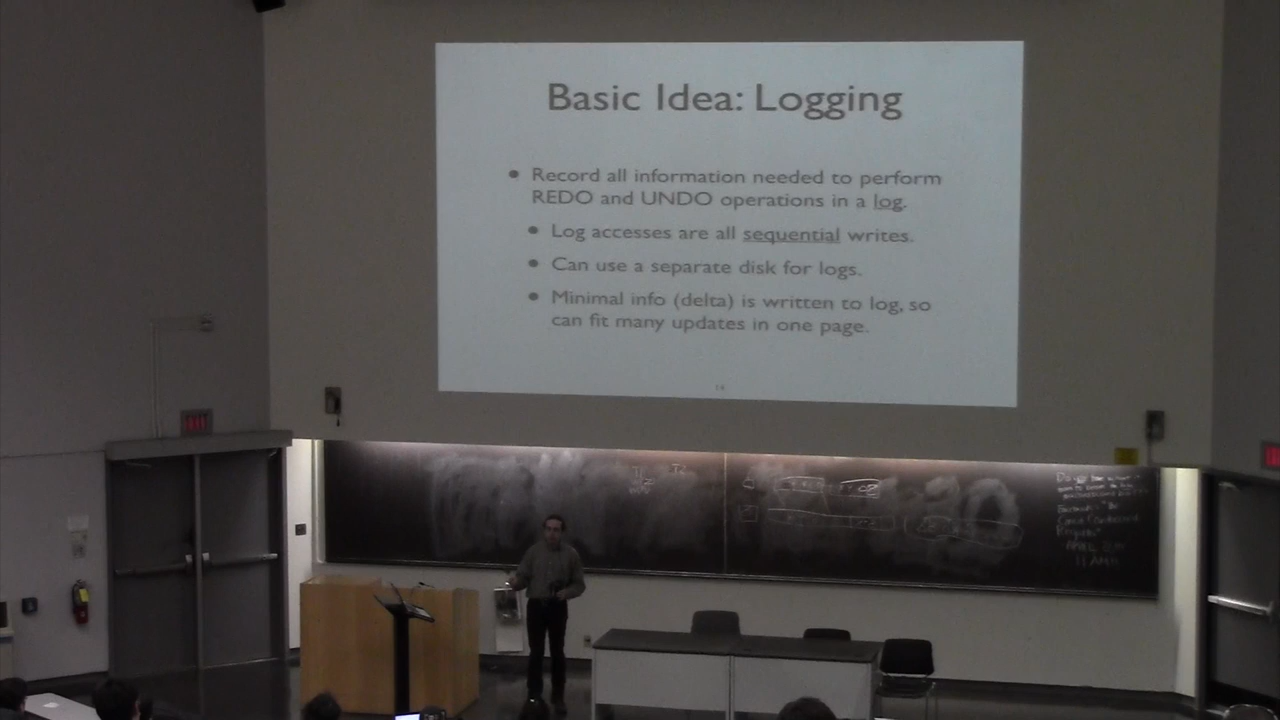 Basic Idea: Logging
• Record all information needed to perform
REDO and UNDO operations in a log.
• Log accesses are all sequential writes.
• Can use a separate disk for logs.
• Minimal info (delta) is written to log, so
can fit many updates in one page.